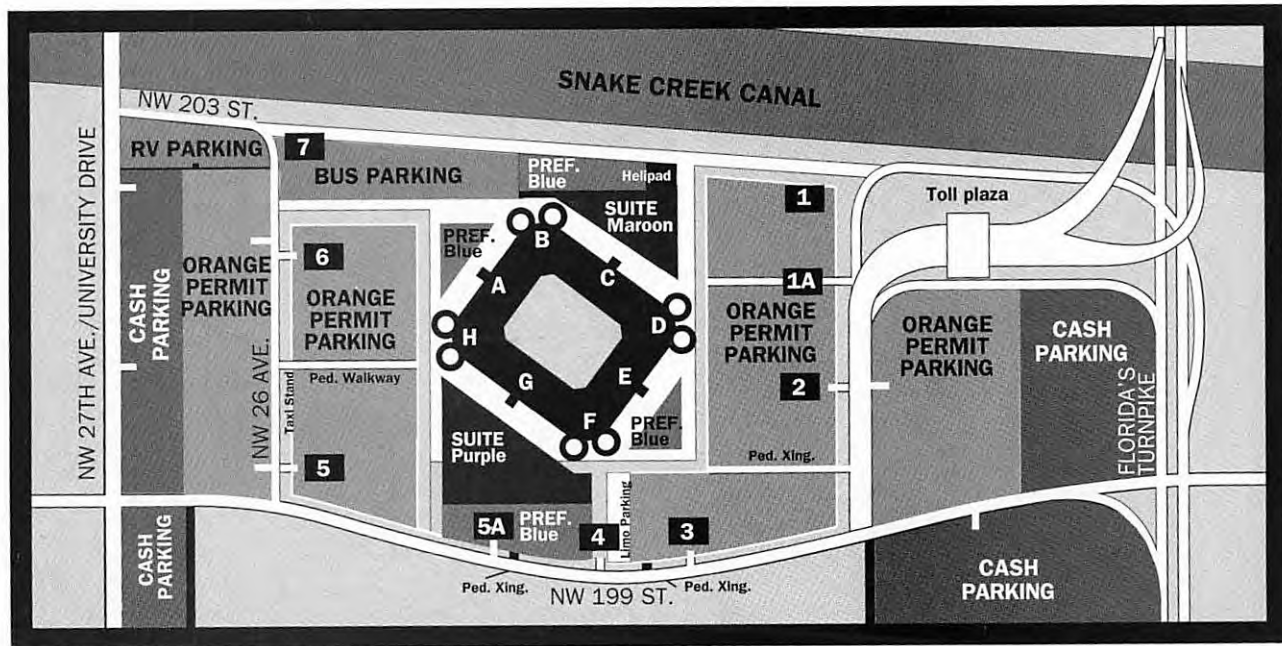 SNAKE CREEK CANAL
NW 203 ST.
NW 27TH AVE./UNIVERSITY DRIVE
RV PARKING
7
BUS PARKING
PREF.
Blue
Helipad
SUITE
Maroon
1
Toll plaza
CASH
PARKING
ORANGE
PERMIT
PARKING
6
ORANGE
PERMIT
PARKING
PREF.
Blue
A
B
C
D
E
F
G
H
1A
ORANGE
PERMIT
PARKING
ORANGE
PERMIT
PARKING
CASH
PARKING
2
NW 26 AVE.
Taxi Stand
Ped. Walkway
FLORIDA'S
TURNPIKE
5
SUITE
Purple
PREF.
Blue
Ped. Xing.
5A
PREF.
Blue
4
Limo Parking
3
CASH
PARKING
Ped. Xing.
NW 199 ST.
Ped. Xing.
CASH
PARKING